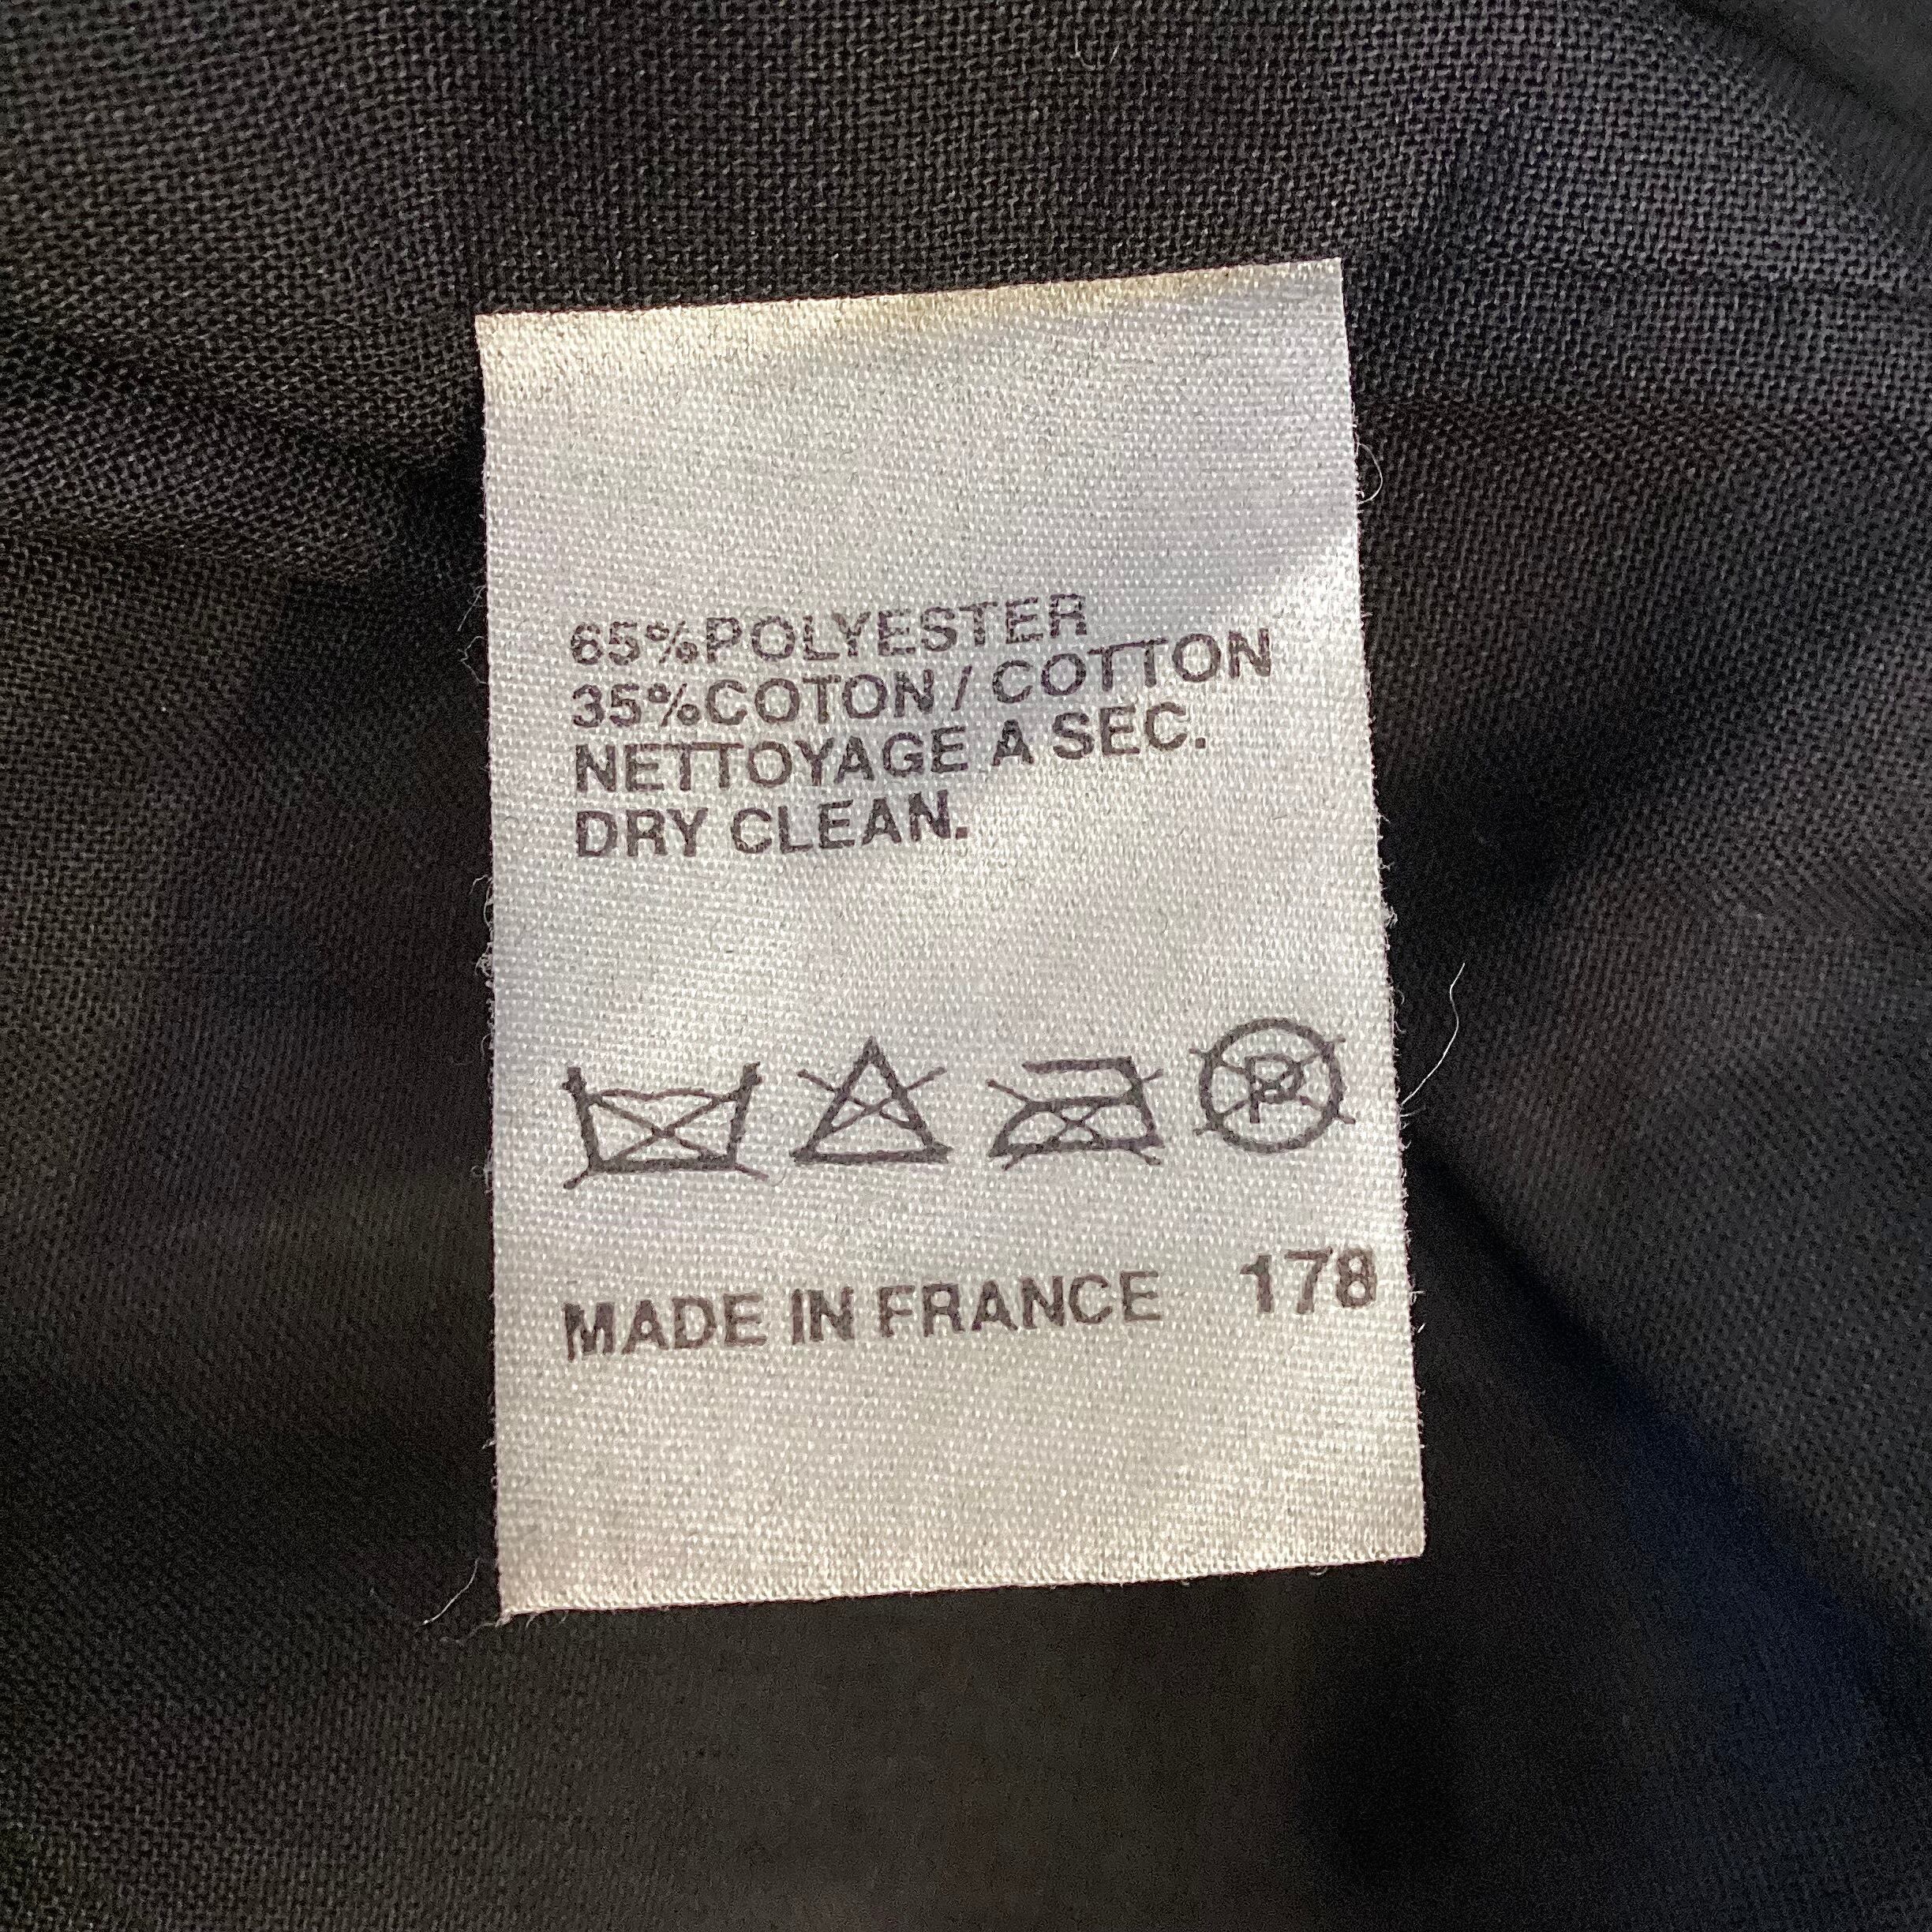 65%POLYESTER
35%COTON / COTTON
NETTOYAGE A SEC.
DRY CLEAN.
P
MADE IN FRANCE 178